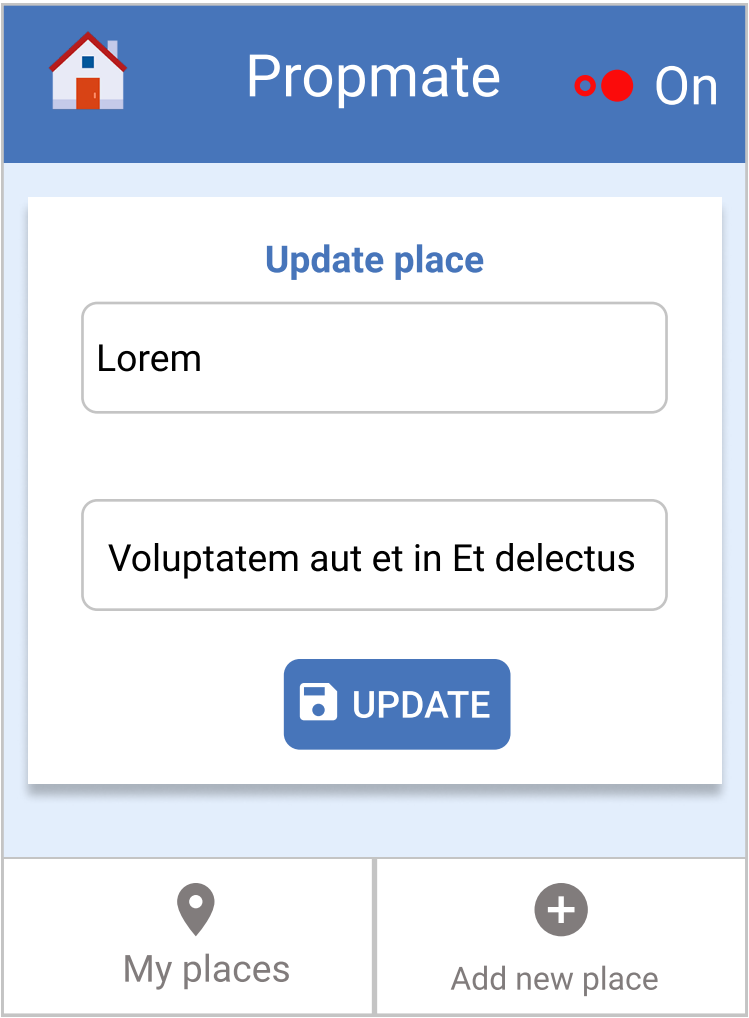 Propmate
On
Update place
Lorem
Voluptatem aut et in Et delectus
UPDATE
My places
Add new place